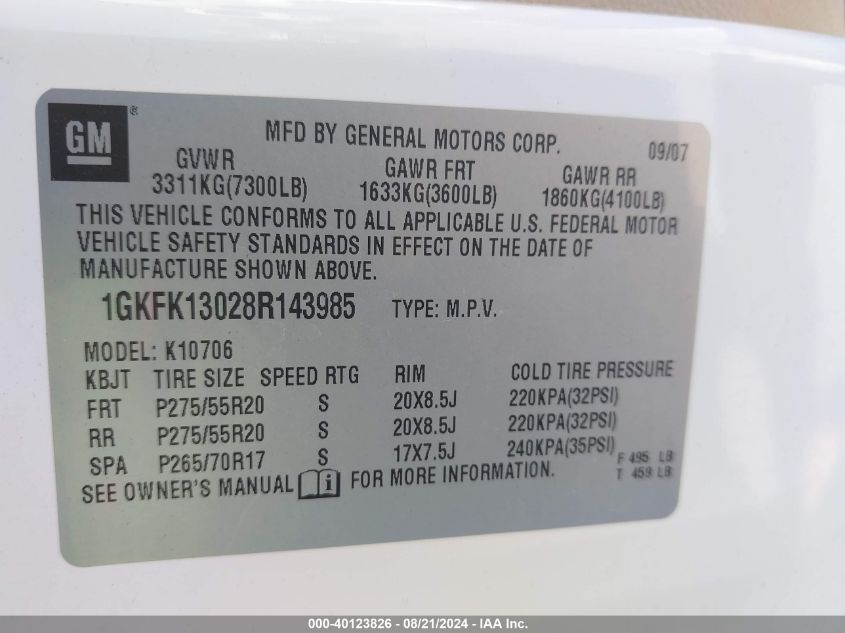 GM ®
MFD BY GENERAL MOTORS CORP. 09/07
GVWR GAWR FRT GAWR RR
3311KG(7300LB) 1633KG(3600LB) 1860KG(4100LB)
THIS VEHICLE CONFORMS TO ALL APPLICABLE U.S. FEDERAL MOTOR
VEHICLE SAFETY STANDARDS IN EFFECT ON THE DATE OF
MANUFACTURE SHOWN ABOVE.
1GKFK13028R143985 TYPE: M.P.V.
MODEL: K10706
KBJT TIRE SIZE SPEED RTG RIM COLD TIRE PRESSURE
FRT P275/55R20 S 20X8.5J 220KPA(32PSI)
RR P275/55R20 S 20X8.5J 220KPA(32PSI)
SPA P265/70R17 S 17X7.5J 240KPA(35PSI)
F 495 LB
T 459 LB
SEE OWNER'S MANUAL i FOR MORE INFORMATION.
000-40123826 - 08/21/2024 - IAA Inc.